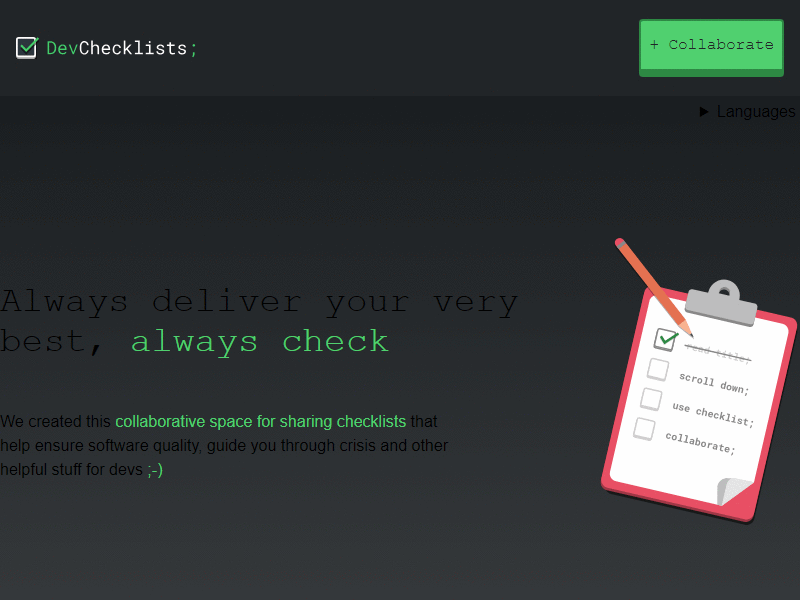 DevChecklists;
+ Collaborate
▶ Languages
Always deliver your very
best, always check
We created this collaborative space for sharing checklists that
help ensure software quality, guide you through crisis and other
helpful stuff for devs ;-)
read title;
scroll down;
use checklist;
collaborate;